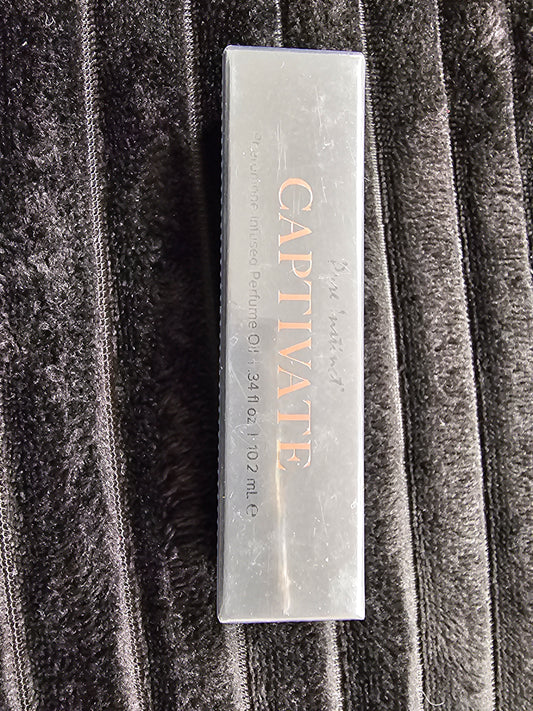 Pure Instinct®
CAPTIVATE
Pheromone Infused Perfume Oil | .34 fl oz | 10.2 mL ℮